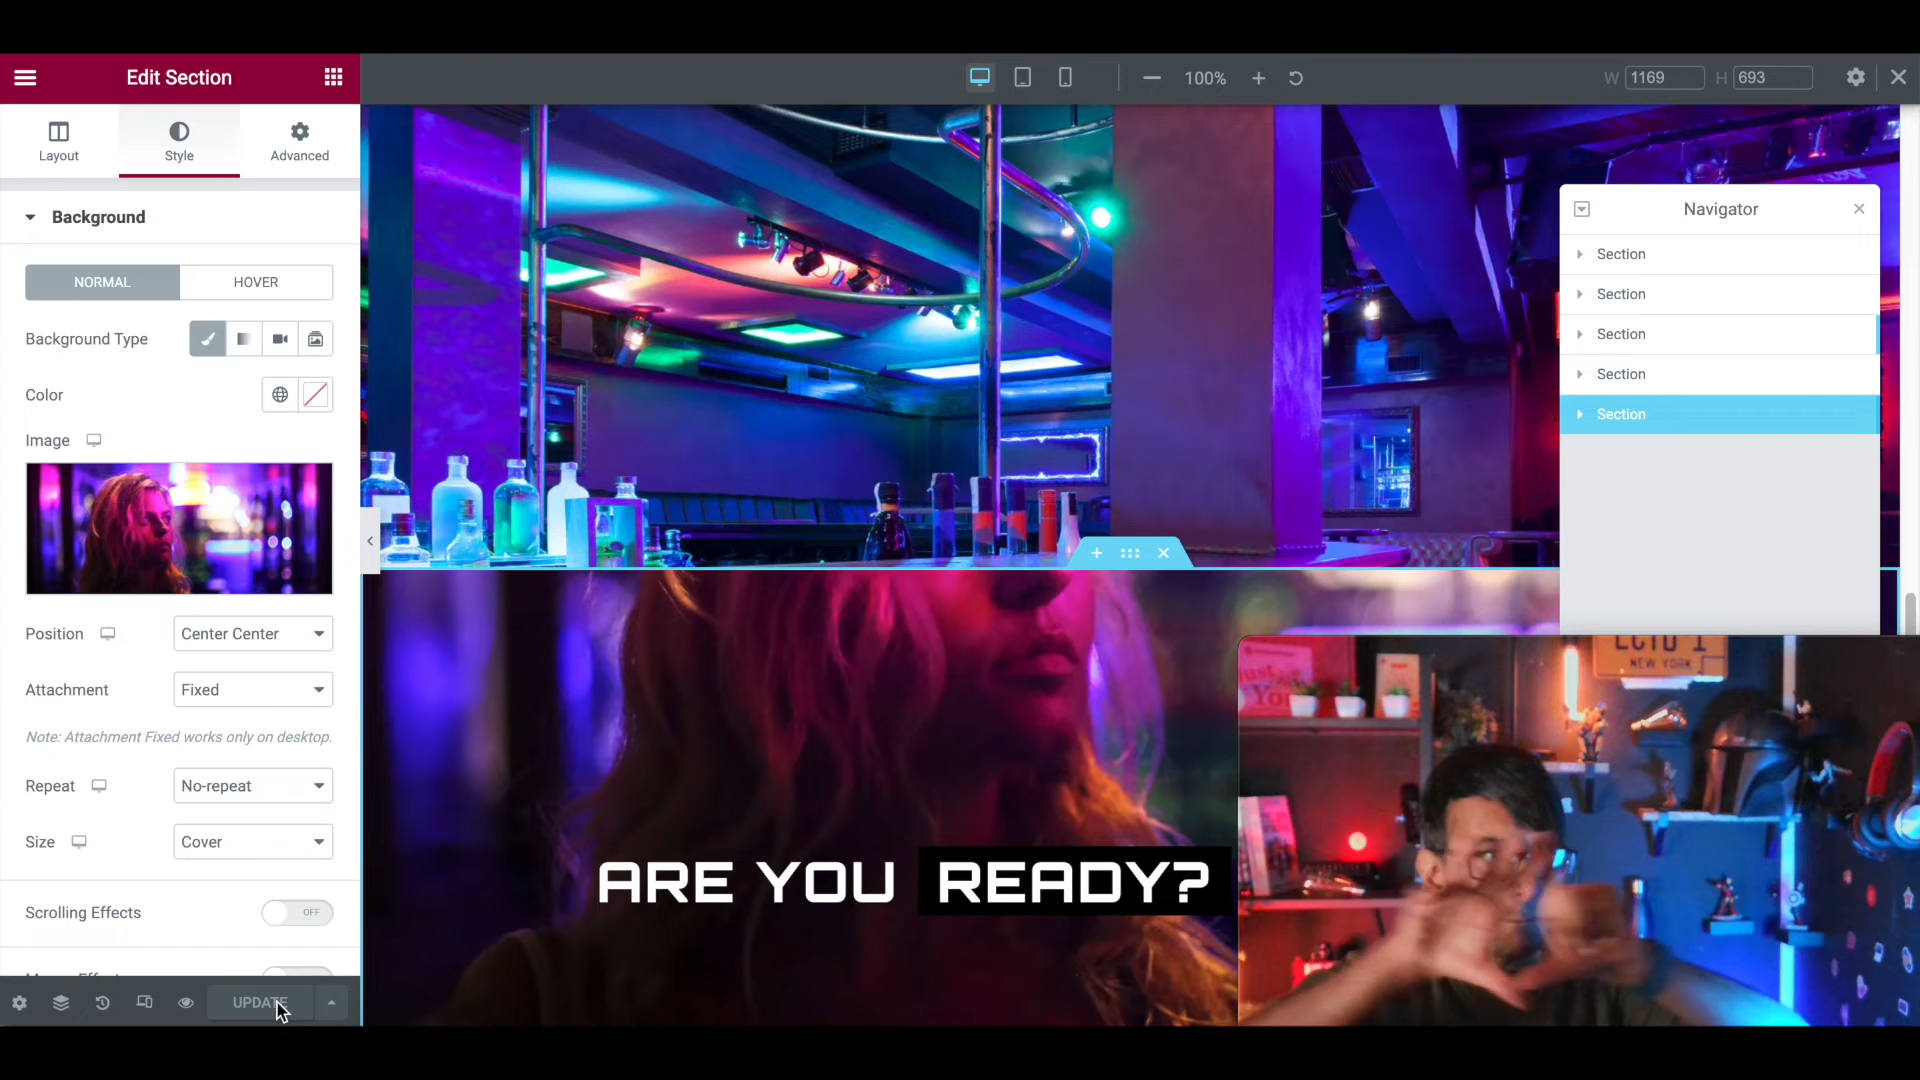 Edit Section
100%
W 1169 H 693
Layout
Style
Advanced
Background
NORMAL
HOVER
Background Type
Color
Image
Position
Center Center
Attachment
Fixed
Note: Attachment Fixed works only on desktop.
Repeat
No-repeat
Size
Cover
Scrolling Effects
OFF
UPDATE
Navigator
Section
Section
Section
Section
Section
ARE YOU READY?
NEW YORK